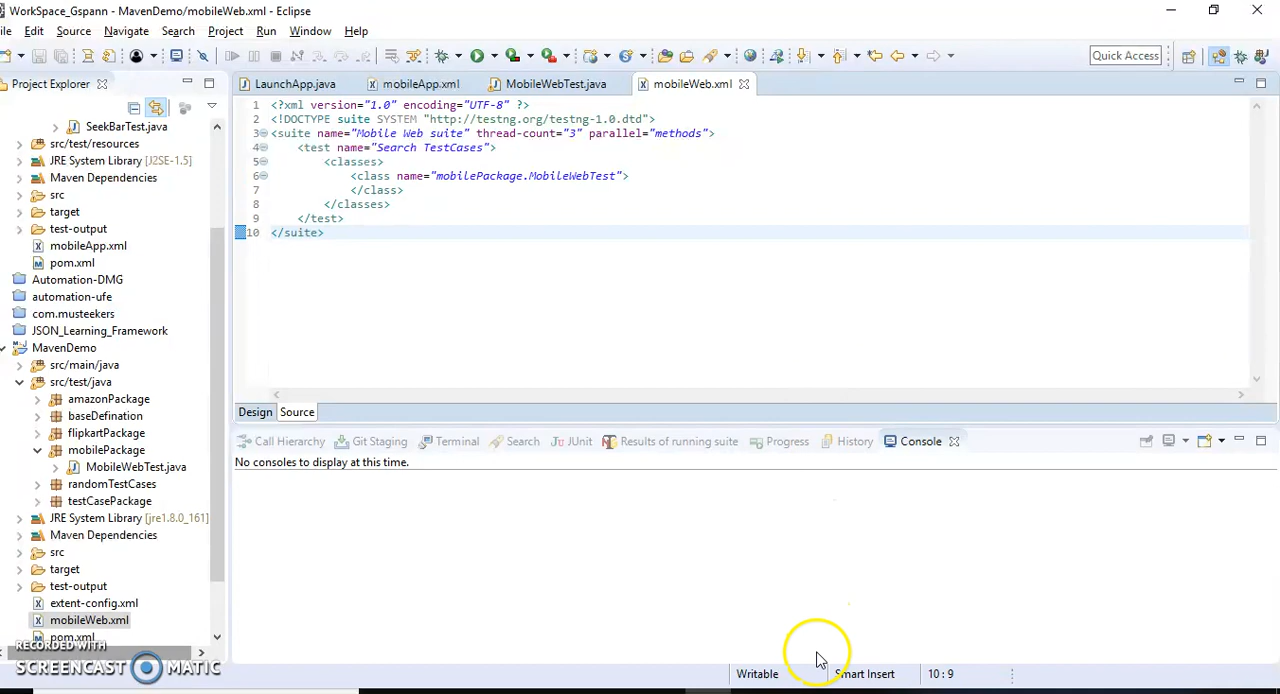 WorkSpace_Gspann - MavenDemo/mobileWeb.xml - Eclipse
ile Edit Source Navigate Search Project Run Window Help
Quick Access
Project Explorer
LaunchApp.java mobileApp.xml MobileWebTest.java mobileWeb.xml
SeekBarTest.java
src/test/resources
JRE System Library [J2SE-1.5]
Maven Dependencies
src
target
test-output
mobileApp.xml
pom.xml
Automation-DMG
automation-ufe
com.musteekers
JSON_Learning_Framework
MavenDemo
src/main/java
src/test/java
amazonPackage
baseDefination
flipkartPackage
mobilePackage
MobileWebTest.java
randomTestCases
testCasePackage
JRE System Library [jre1.8.0_161]
Maven Dependencies
src
target
test-output
extent-config.xml
mobileWeb.xml
pom.xml
1 <?xml version="1.0" encoding="UTF-8" ?>
2 <!DOCTYPE suite SYSTEM "http://testng.org/testng-1.0.dtd">
3 <suite name="Mobile Web suite" thread-count="3" parallel="methods">
4 <test name="Search TestCases">
5 <classes>
6 <class name="mobilePackage.MobileWebTest">
7 </class>
8 </classes>
9 </test>
10 </suite>
Design Source
Call Hierarchy Git Staging Terminal Search JUnit Results of running suite Progress History Console
No consoles to display at this time.
RECORDED WITH
SCREENCAST MATIC
Writable Smart Insert 10 : 9